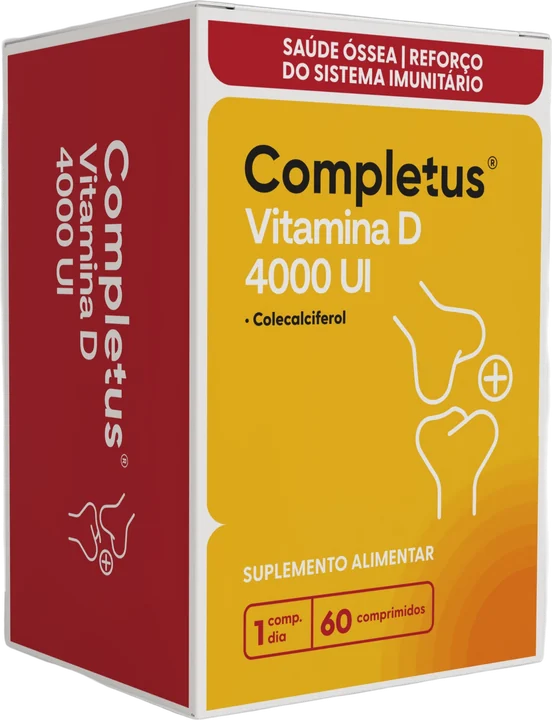 SAÚDE ÓSSEA | REFORÇO
DO SISTEMA IMUNITÁRIO
Completus®
Vitamina D
4000 UI
• Colecalciferol
SUPLEMENTO ALIMENTAR
1 comp. dia | 60 comprimidos
Completus®
Vitamina D
4000 UI